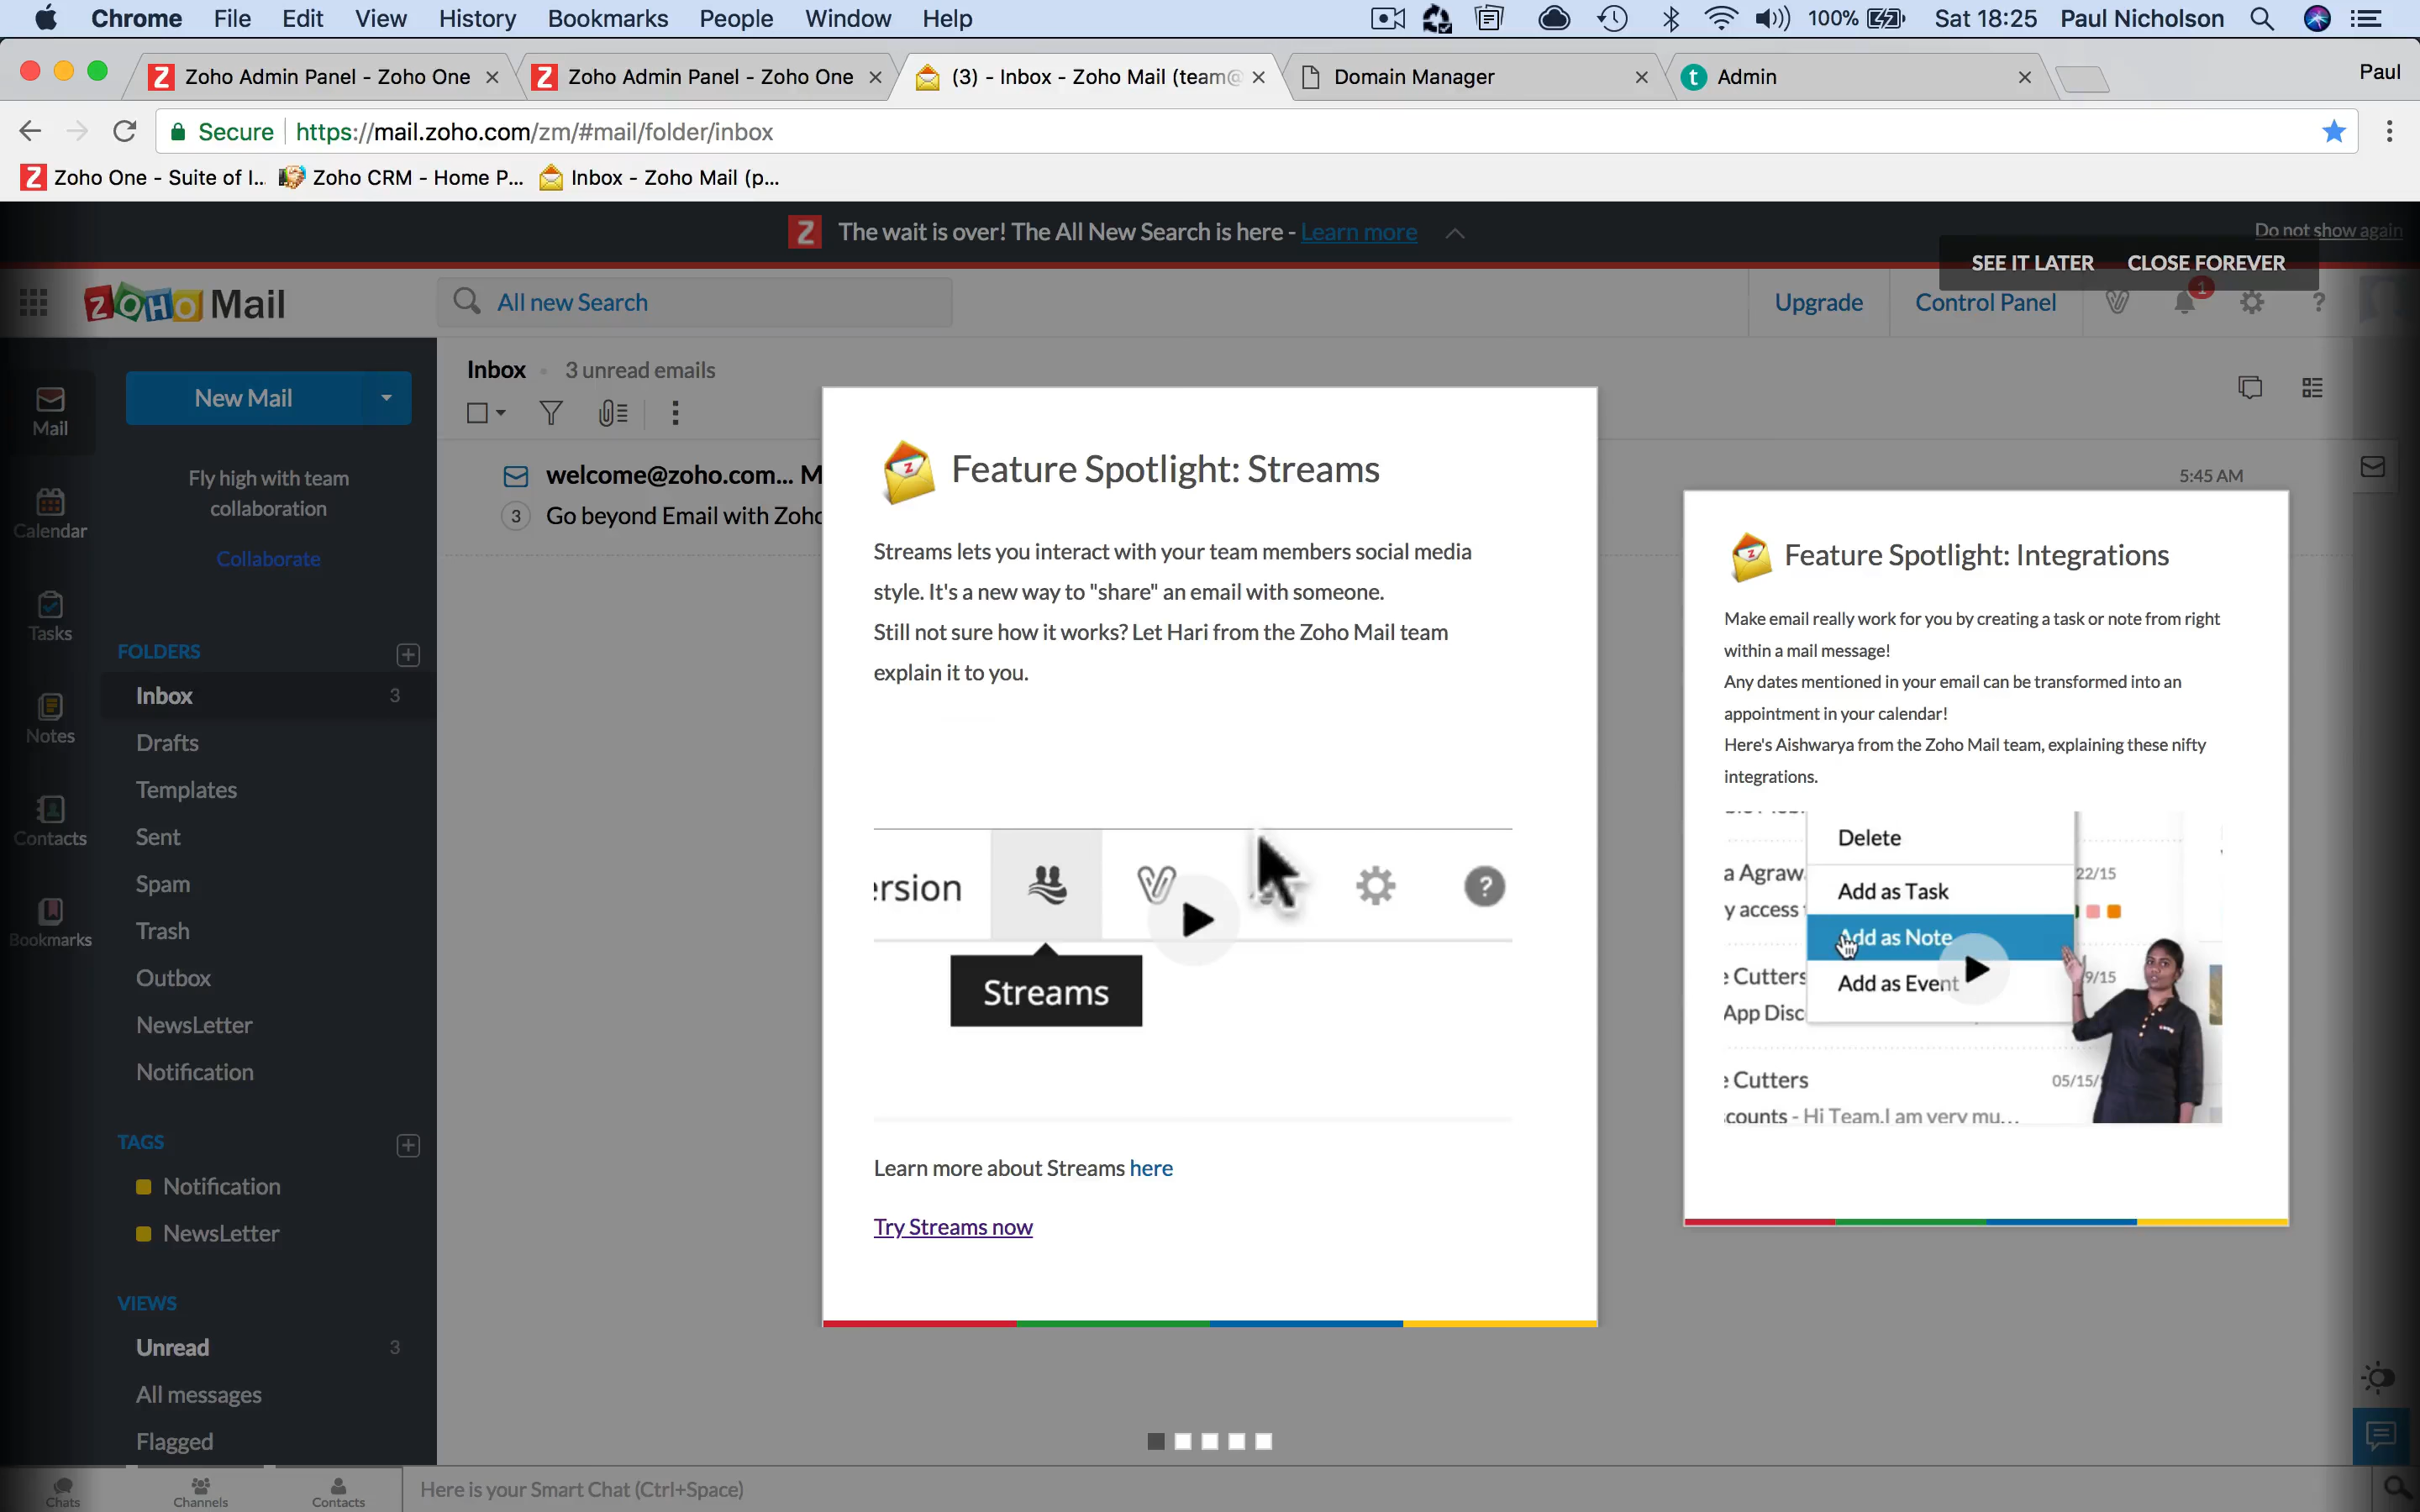 Chrome File Edit View History Bookmarks People Window Help
100% Sat 18:25 Paul Nicholson
Zoho Admin Panel - Zoho One
Zoho Admin Panel - Zoho One
(3) - Inbox - Zoho Mail (team@
Domain Manager
Admin
Paul
Secure https://mail.zoho.com/zm/#mail/folder/inbox
Zoho One - Suite of I...
Zoho CRM - Home P...
Inbox - Zoho Mail (p...
The wait is over! The All New Search is here - Learn more
Do not show again
SEE IT LATER CLOSE FOREVER
ZOHO Mail
All new Search
Upgrade
Control Panel
1
Mail
Calendar
Tasks
Notes
Contacts
Bookmarks
New Mail
Fly high with team
collaboration
Collaborate
FOLDERS
Inbox 3
Drafts
Templates
Sent
Spam
Trash
Outbox
NewsLetter
Notification
TAGS
Notification
NewsLetter
VIEWS
Unread 3
All messages
Flagged
Inbox 3 unread emails
welcome@zoho.com... M
5:45 AM
3 Go beyond Email with Zoho
Feature Spotlight: Streams
Streams lets you interact with your team members social media
style. It's a new way to "share" an email with someone.
Still not sure how it works? Let Hari from the Zoho Mail team
explain it to you.
ersion
Streams
Learn more about Streams here
Try Streams now
Feature Spotlight: Integrations
Make email really work for you by creating a task or note from right
within a mail message!
Any dates mentioned in your email can be transformed into an
appointment in your calendar!
Here's Aishwarya from the Zoho Mail team, explaining these nifty
integrations.
Delete
a Agraw
22/15
Add as Task
y access
Add as Note
e Cutters
9/15
Add as Event
App Disc
e Cutters
05/15/
counts - Hi Team,I am very mu...
Chats
Channels
Contacts
Here is your Smart Chat (Ctrl+Space)